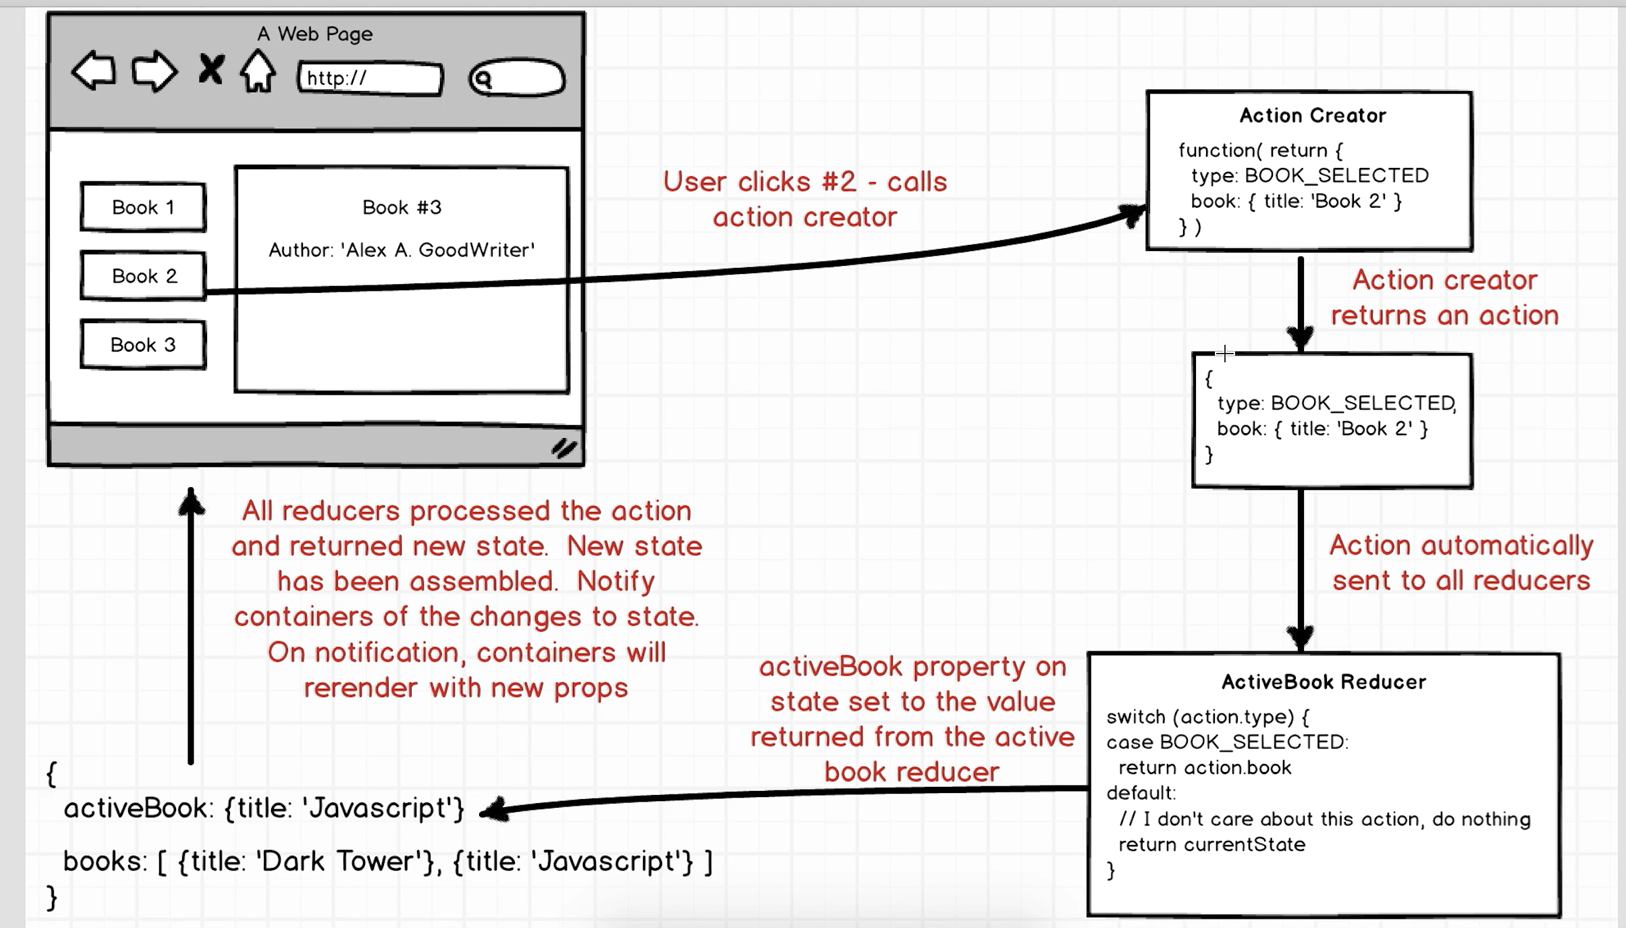 A Web Page
http://
Book 1
Book 2
Book 3
Book #3
Author: 'Alex A. GoodWriter'
User clicks #2 - calls
action creator
Action Creator
function( return {
type: BOOK_SELECTED
book: { title: 'Book 2' }
} )
Action creator
returns an action
{
type: BOOK_SELECTED,
book: { title: 'Book 2' }
}
Action automatically
sent to all reducers
ActiveBook Reducer
switch (action.type) {
case BOOK_SELECTED:
return action.book
default:
// I don't care about this action, do nothing
return currentState
}
activeBook property on
state set to the value
returned from the active
book reducer
All reducers processed the action
and returned new state.  New state
has been assembled.  Notify
containers of the changes to state.
On notification, containers will
rerender with new props
{
activeBook: {title: 'Javascript'}
books: [ {title: 'Dark Tower'}, {title: 'Javascript'} ]
}